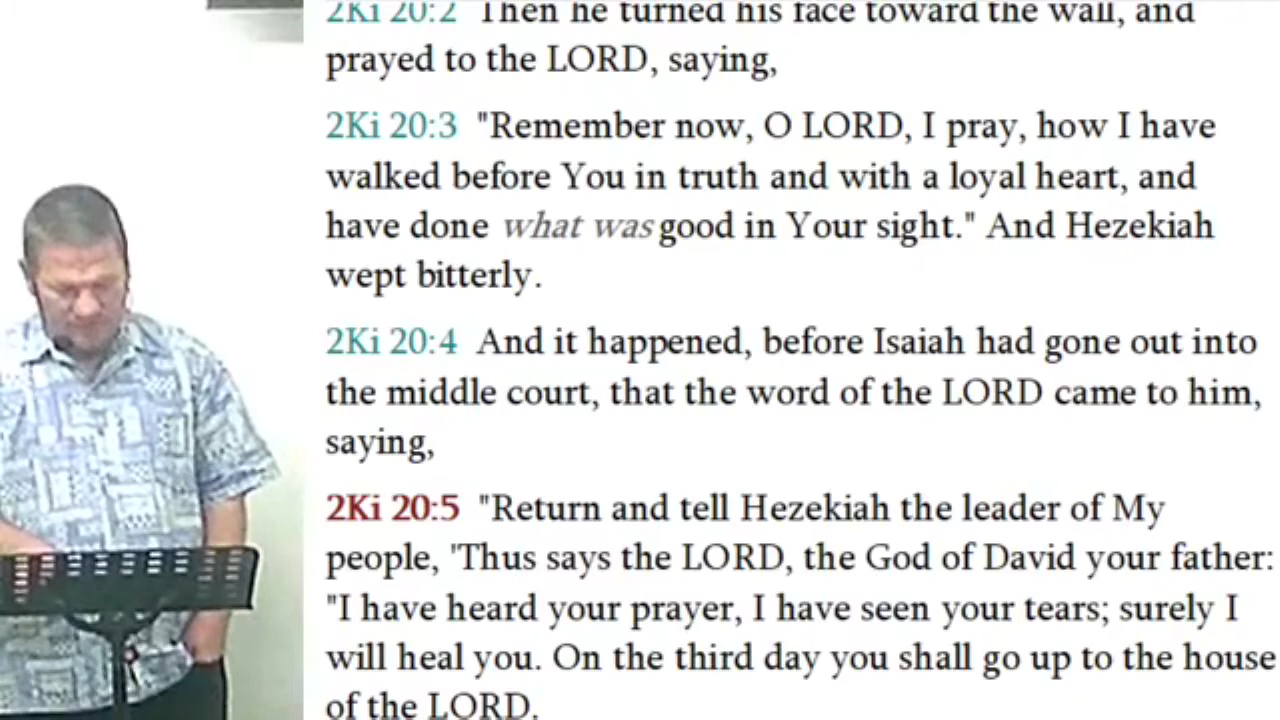 2Ki 20:2 Then he turned his face toward the wall, and
prayed to the LORD, saying,
2Ki 20:3 "Remember now, O LORD, I pray, how I have
walked before You in truth and with a loyal heart, and
have done what was good in Your sight." And Hezekiah
wept bitterly.
2Ki 20:4 And it happened, before Isaiah had gone out into
the middle court, that the word of the LORD came to him,
saying,
2Ki 20:5 "Return and tell Hezekiah the leader of My
people, 'Thus says the LORD, the God of David your father:
"I have heard your prayer, I have seen your tears; surely I
will heal you. On the third day you shall go up to the house
of the LORD.